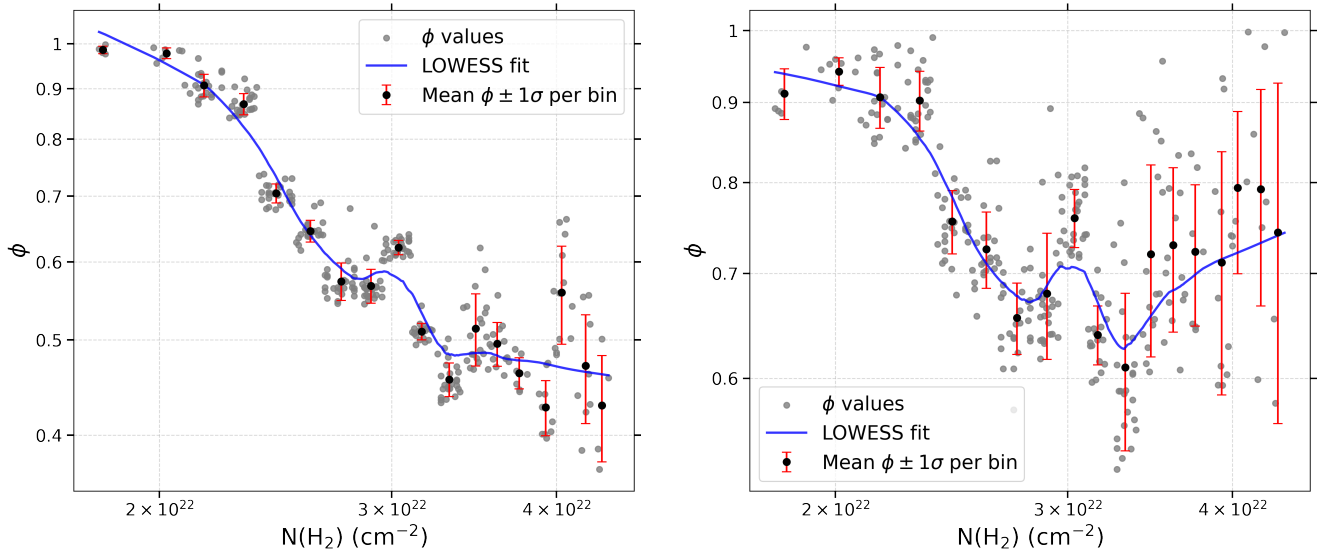 1
0.9
0.8
0.7
0.6
0.5
0.4
ϕ
ϕ values
LOWESS fit
Mean ϕ ± 1σ per bin
2 × 10²²
3 × 10²²
4 × 10²²
N(H₂) (cm⁻²)
1
0.9
0.8
0.7
0.6
ϕ
ϕ values
LOWESS fit
Mean ϕ ± 1σ per bin
2 × 10²²
3 × 10²²
4 × 10²²
N(H₂) (cm⁻²)